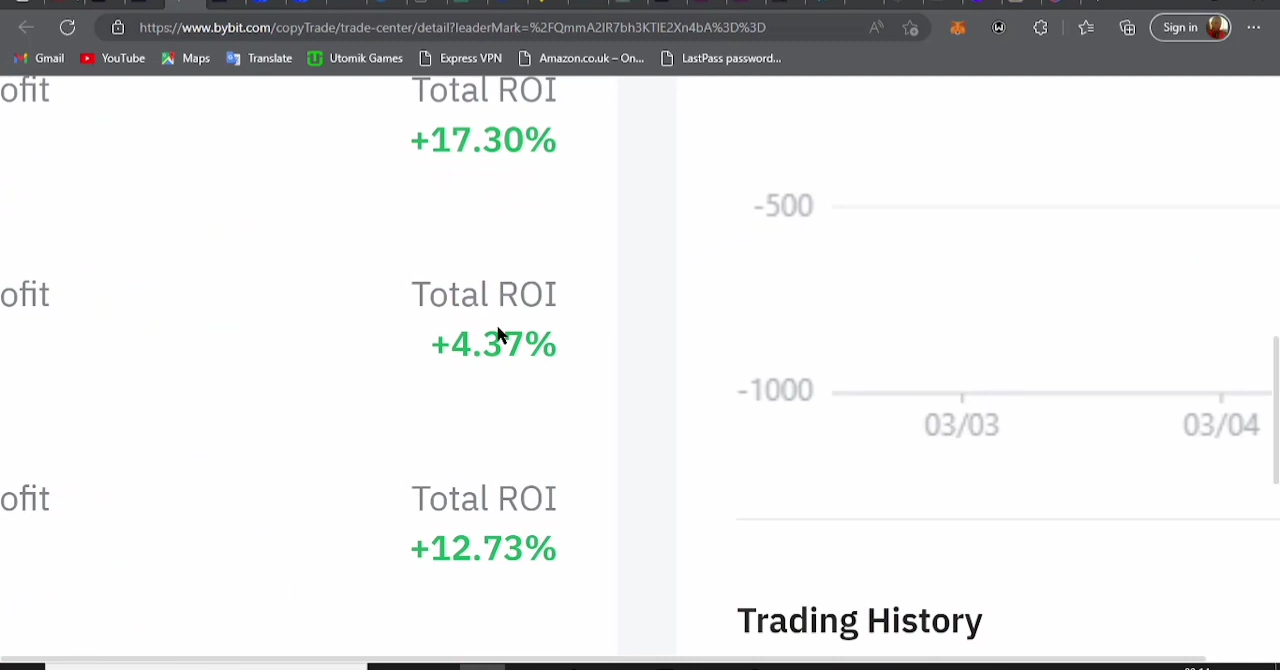 https://www.bybit.com/copyTrade/trade-center/detail?leaderMark=%2FQmmA2IR7bh3KTlE2Xn4bA%3D%3D
Sign in
Gmail
YouTube
Maps
Translate
Utomik Games
Express VPN
Amazon.co.uk – On...
LastPass password...
ofit
Total ROI
+17.30%
ofit
Total ROI
+4.37%
ofit
Total ROI
+12.73%
-500
-1000
03/03
03/04
Trading History